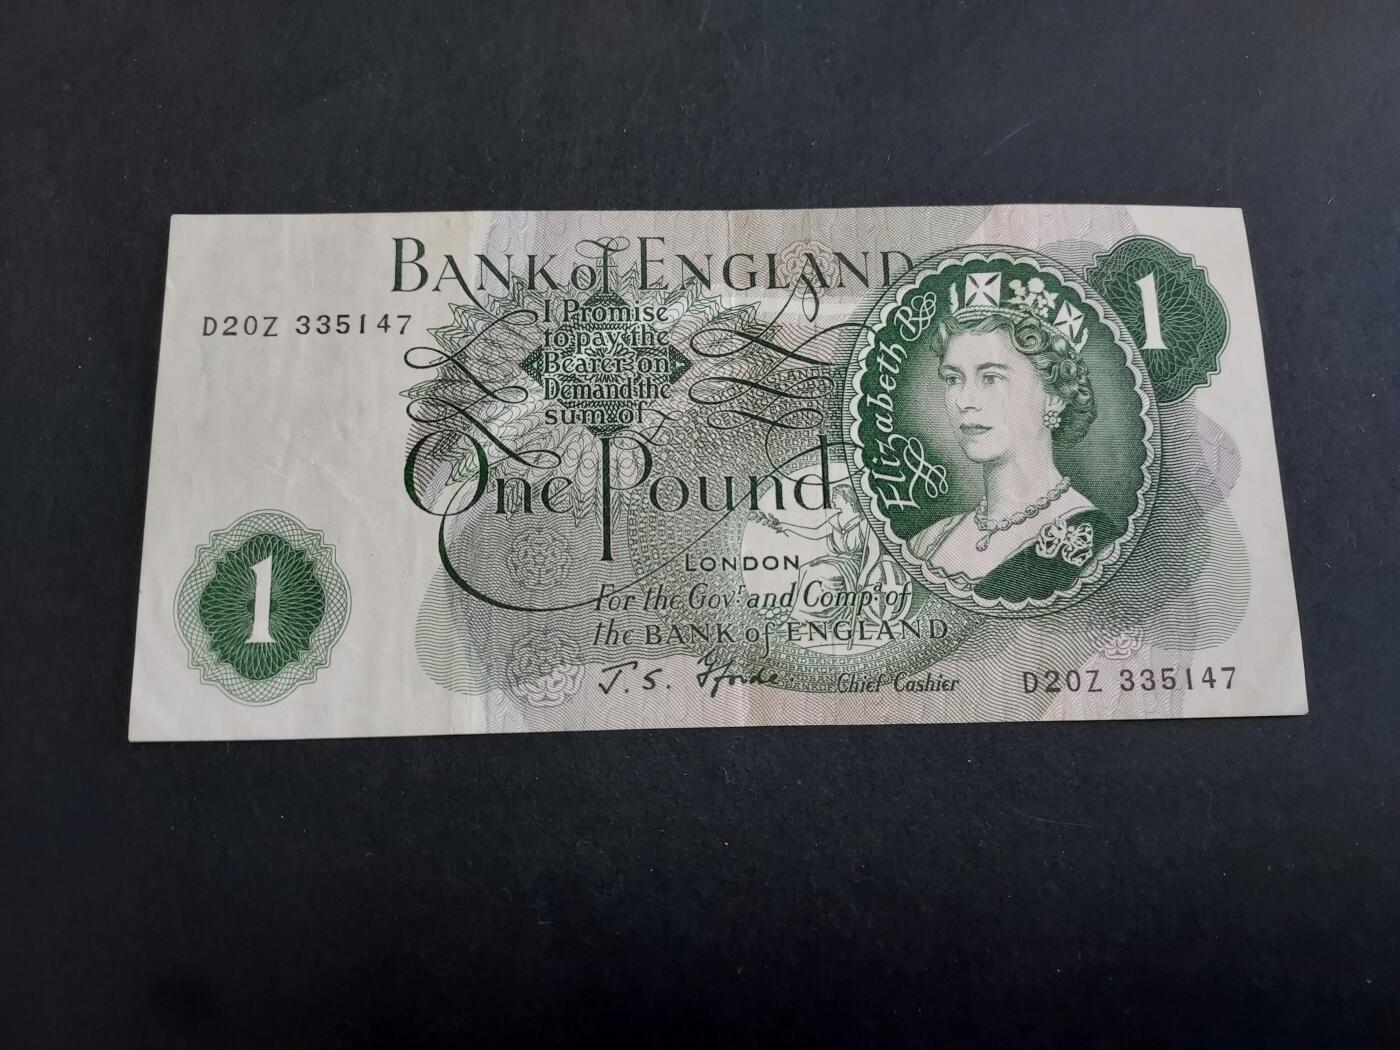 BANK of ENGLAND
1
D20Z 335147
I Promise
to pay the
Bearer on
Demand the
sum of
One Pound
Elizabeth R
LONDON
For the Govr. and Compa. of
the BANK of ENGLAND
1
J. S. Fforde.
Chief Cashier
D20Z 335147